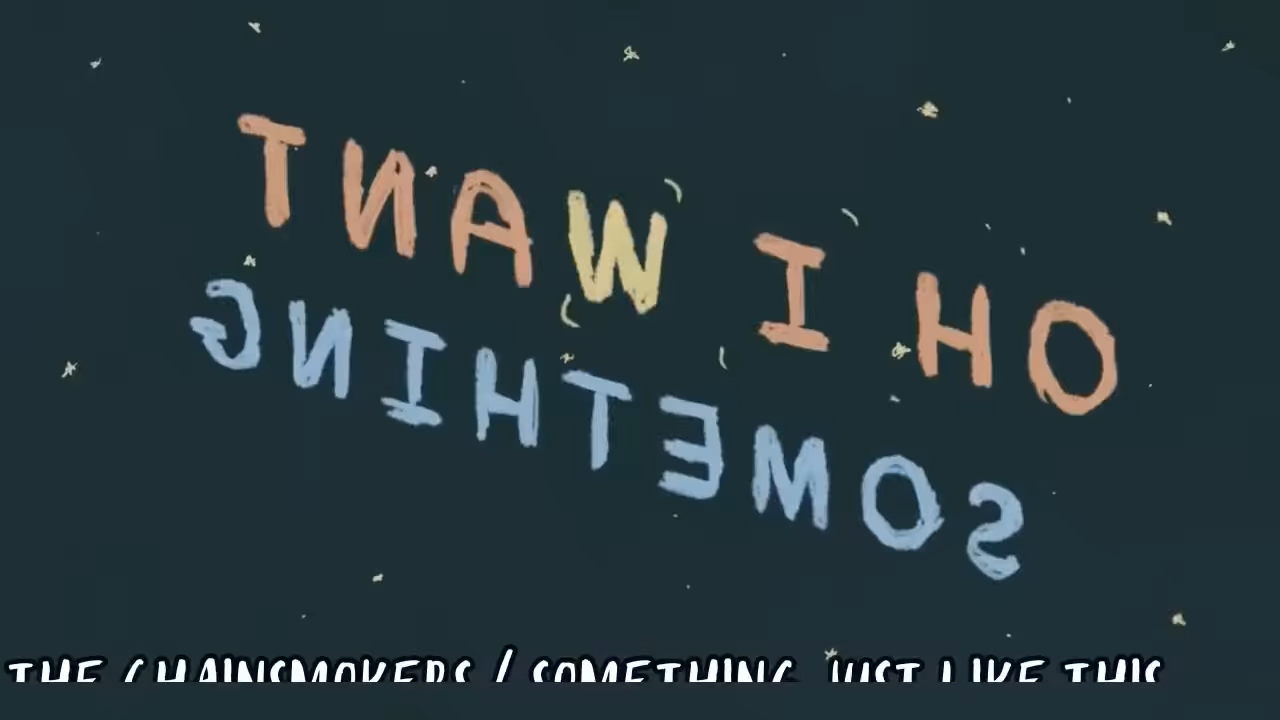 OH I WANT
SOMETHING
THE CHAINSMOKERS / SOMETHING JUST LIKE THIS